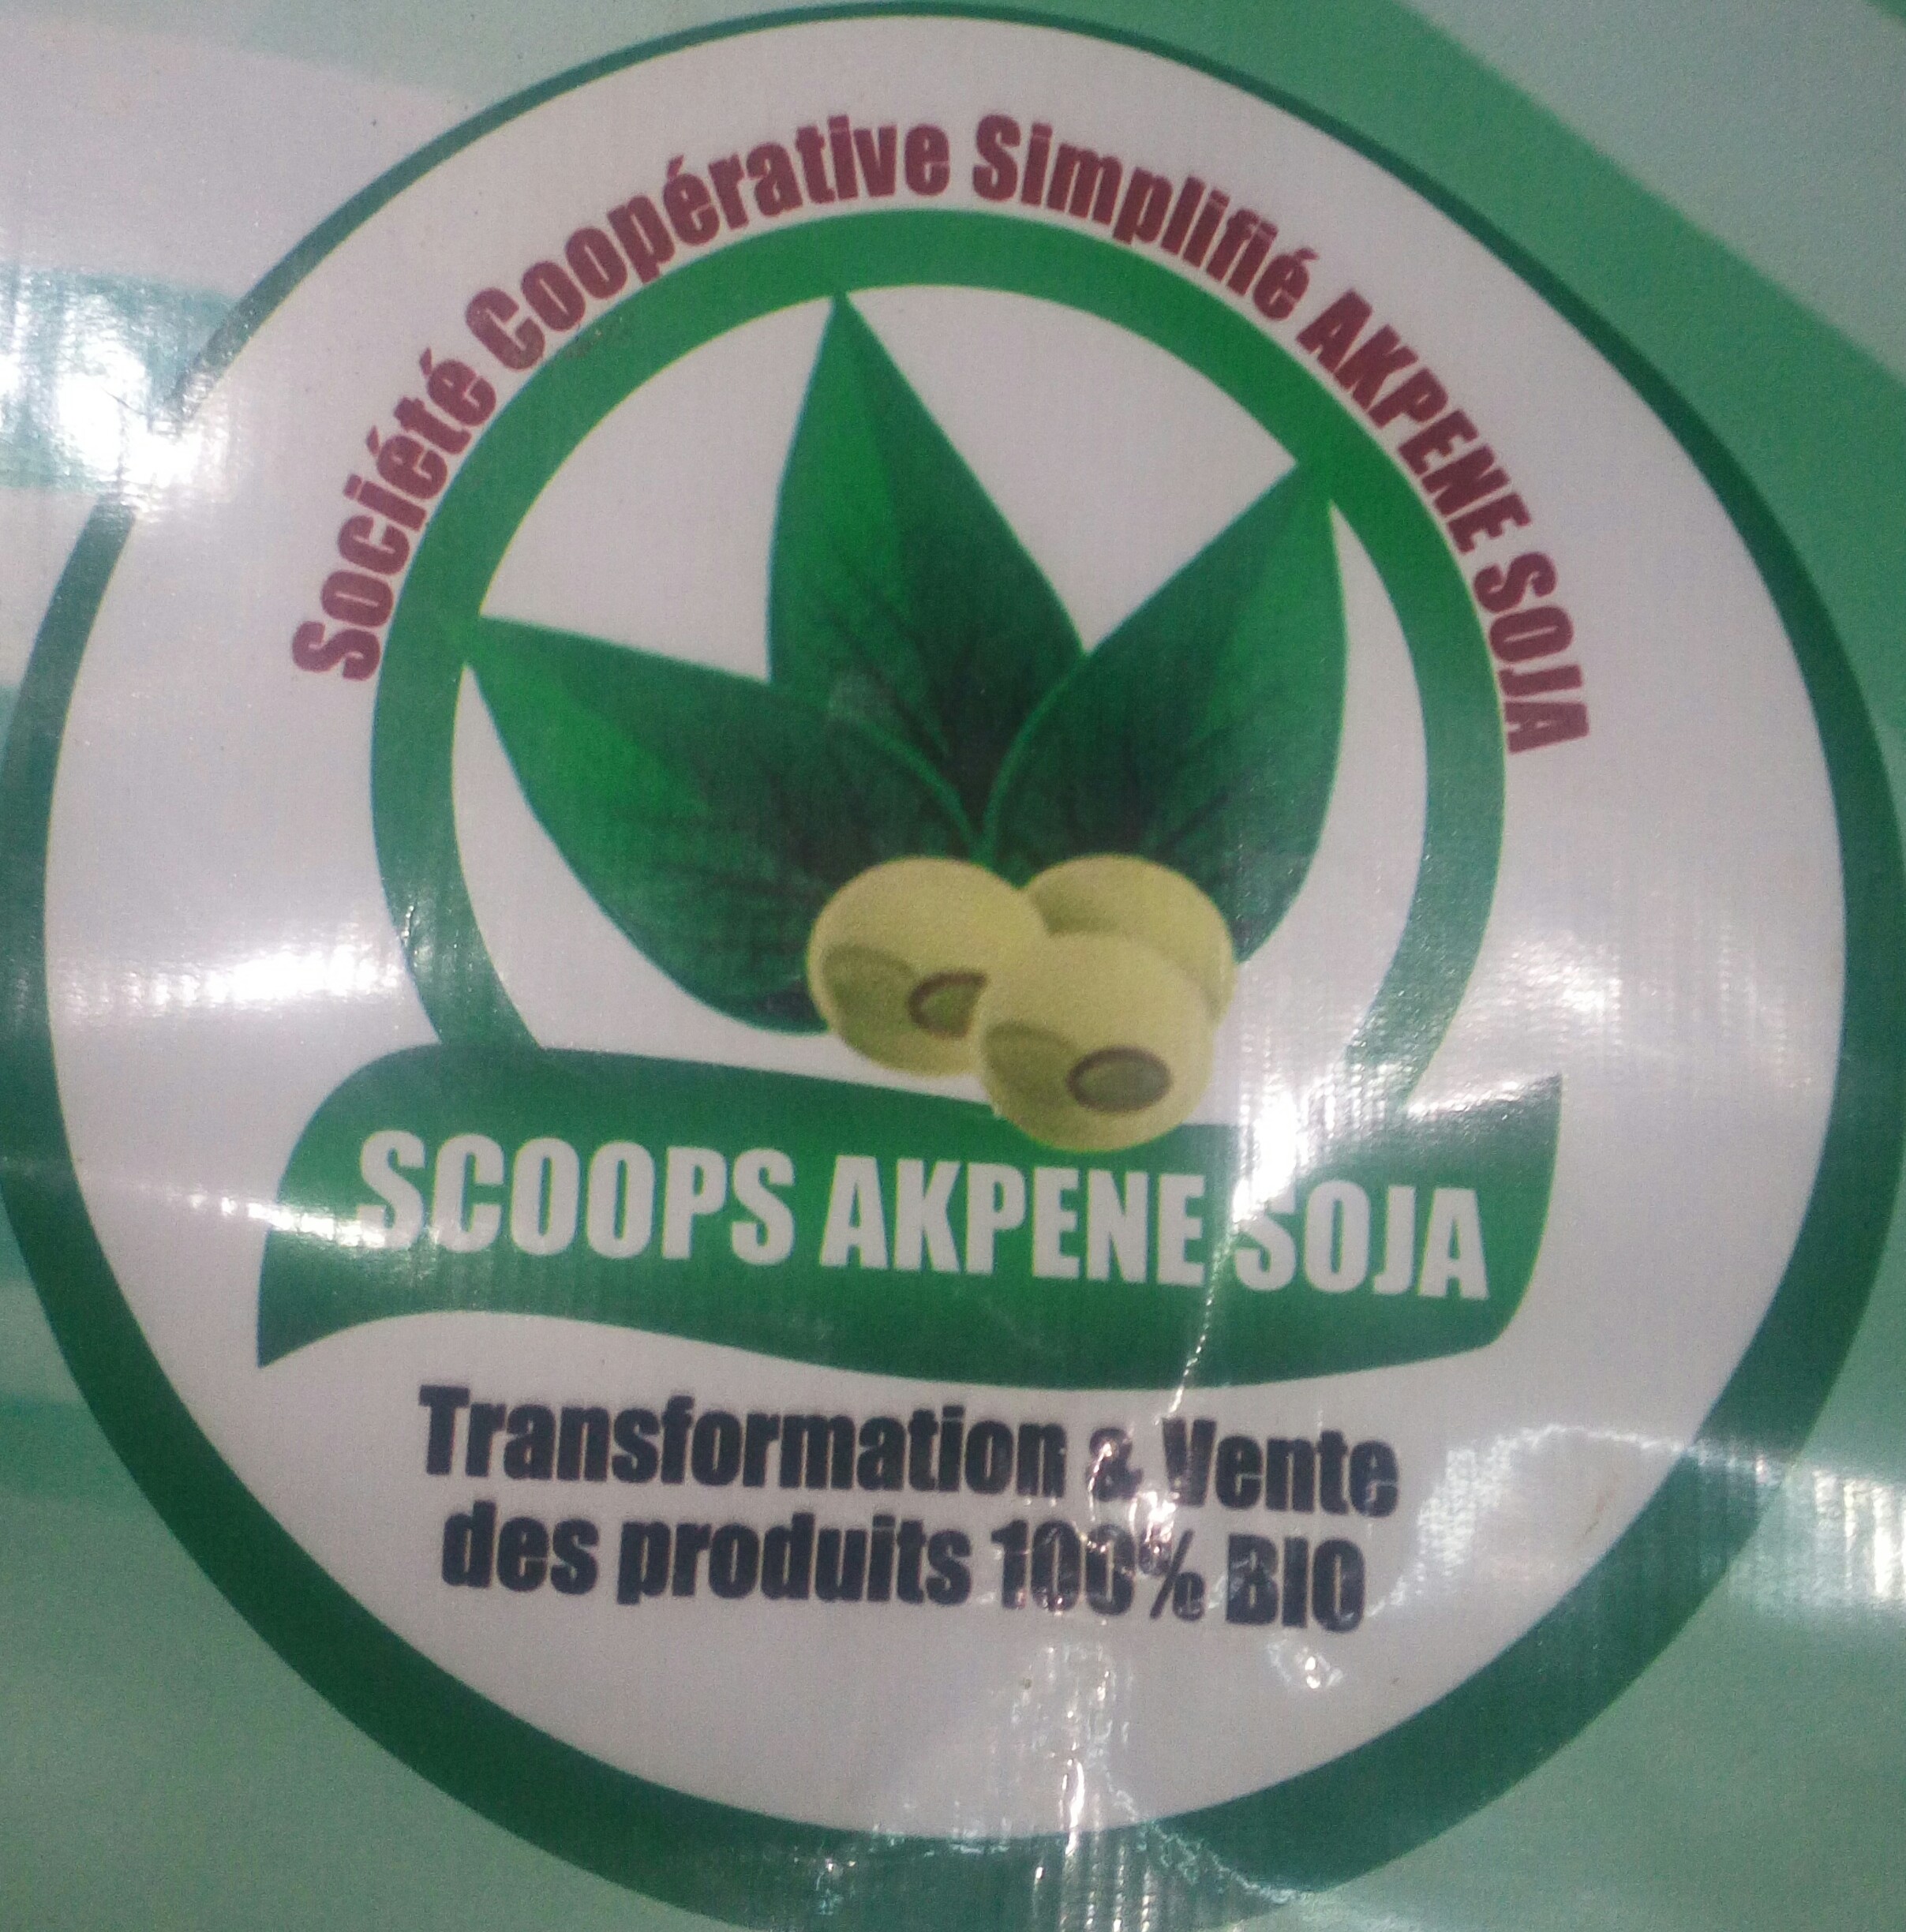 Société Coopérative Simplifié AKPENE SOJA
SCOOPS AKPENE SOJA
Transformation & Vente
des produits 100% BIO